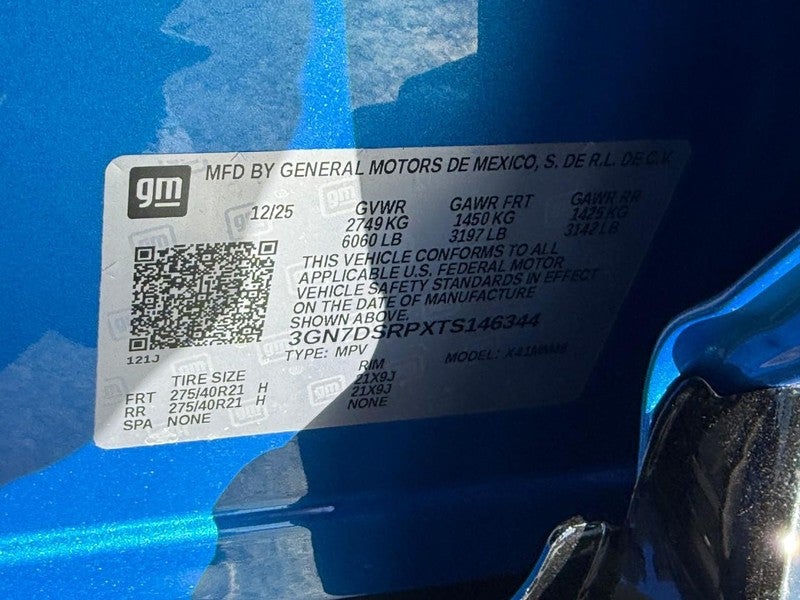 gm
MFD BY GENERAL MOTORS DE MEXICO, S. DE R.L. DE C.V.
12/25 GVWR GAWR FRT GAWR RR
2749 KG 1450 KG 1425 KG
6060 LB 3197 LB 3142 LB
THIS VEHICLE CONFORMS TO ALL
APPLICABLE U.S. FEDERAL MOTOR
VEHICLE SAFETY STANDARDS IN EFFECT
ON THE DATE OF MANUFACTURE
SHOWN ABOVE.
3GN7DSRPXTS146344
121J
TYPE: MPV MODEL:
TIRE SIZE RIM
FRT 275/40R21 H 21X9J
RR 275/40R21 H 21X9J
SPA NONE NONE